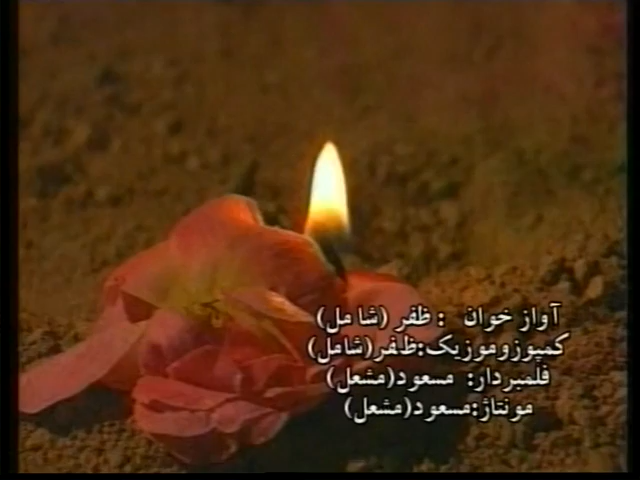 آواز خوان : ظفر (شامل)
کمپوزوموزیک:ظفر(شامل)
فلمبردار: مسعود(مشعل)
مونتاژ:مسعود(مشعل)